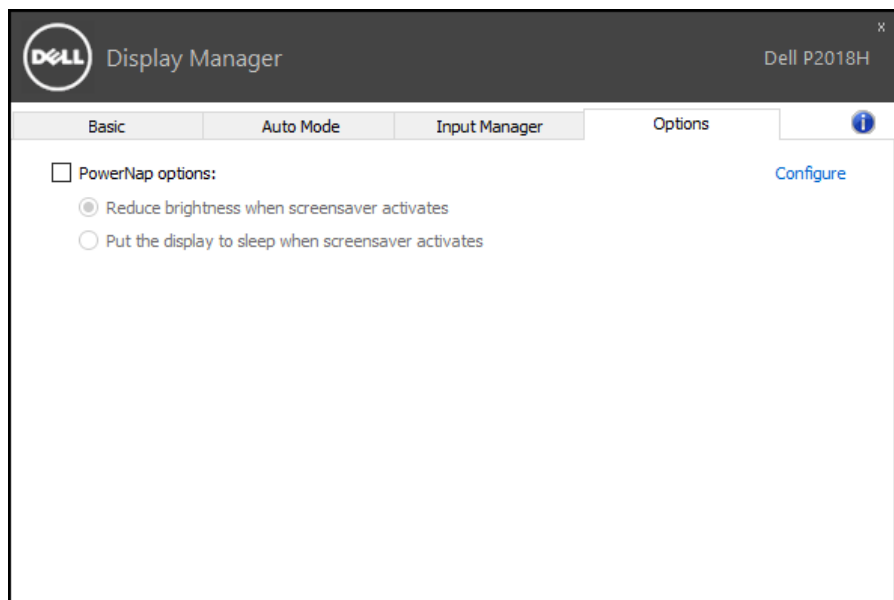 x
DELL Display Manager Dell P2018H
Basic Auto Mode Input Manager Options i
PowerNap options: Configure
Reduce brightness when screensaver activates
Put the display to sleep when screensaver activates